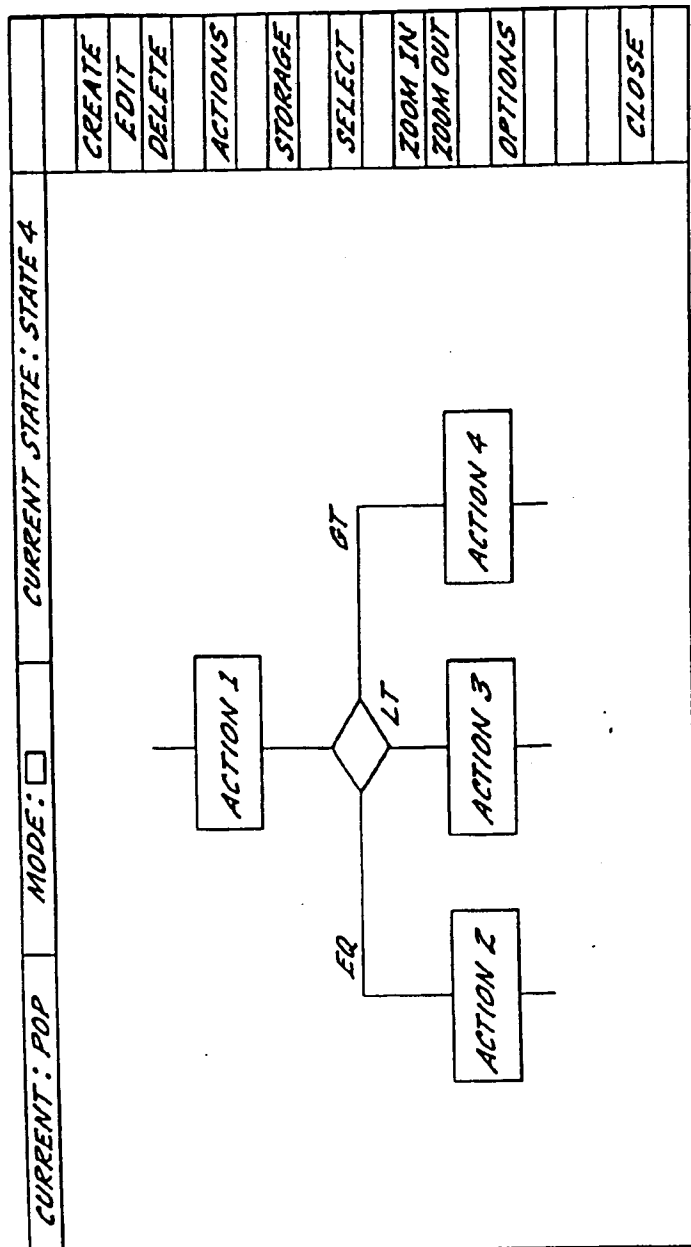 CURRENT: POP
MODE:
CURRENT STATE: STATE 4
CREATE
EDIT
DELETE
ACTIONS
STORAGE
SELECT
ZOOM IN
ZOOM OUT
OPTIONS
CLOSE
ACTION 1
EQ
LT
GT
ACTION 2
ACTION 3
ACTION 4